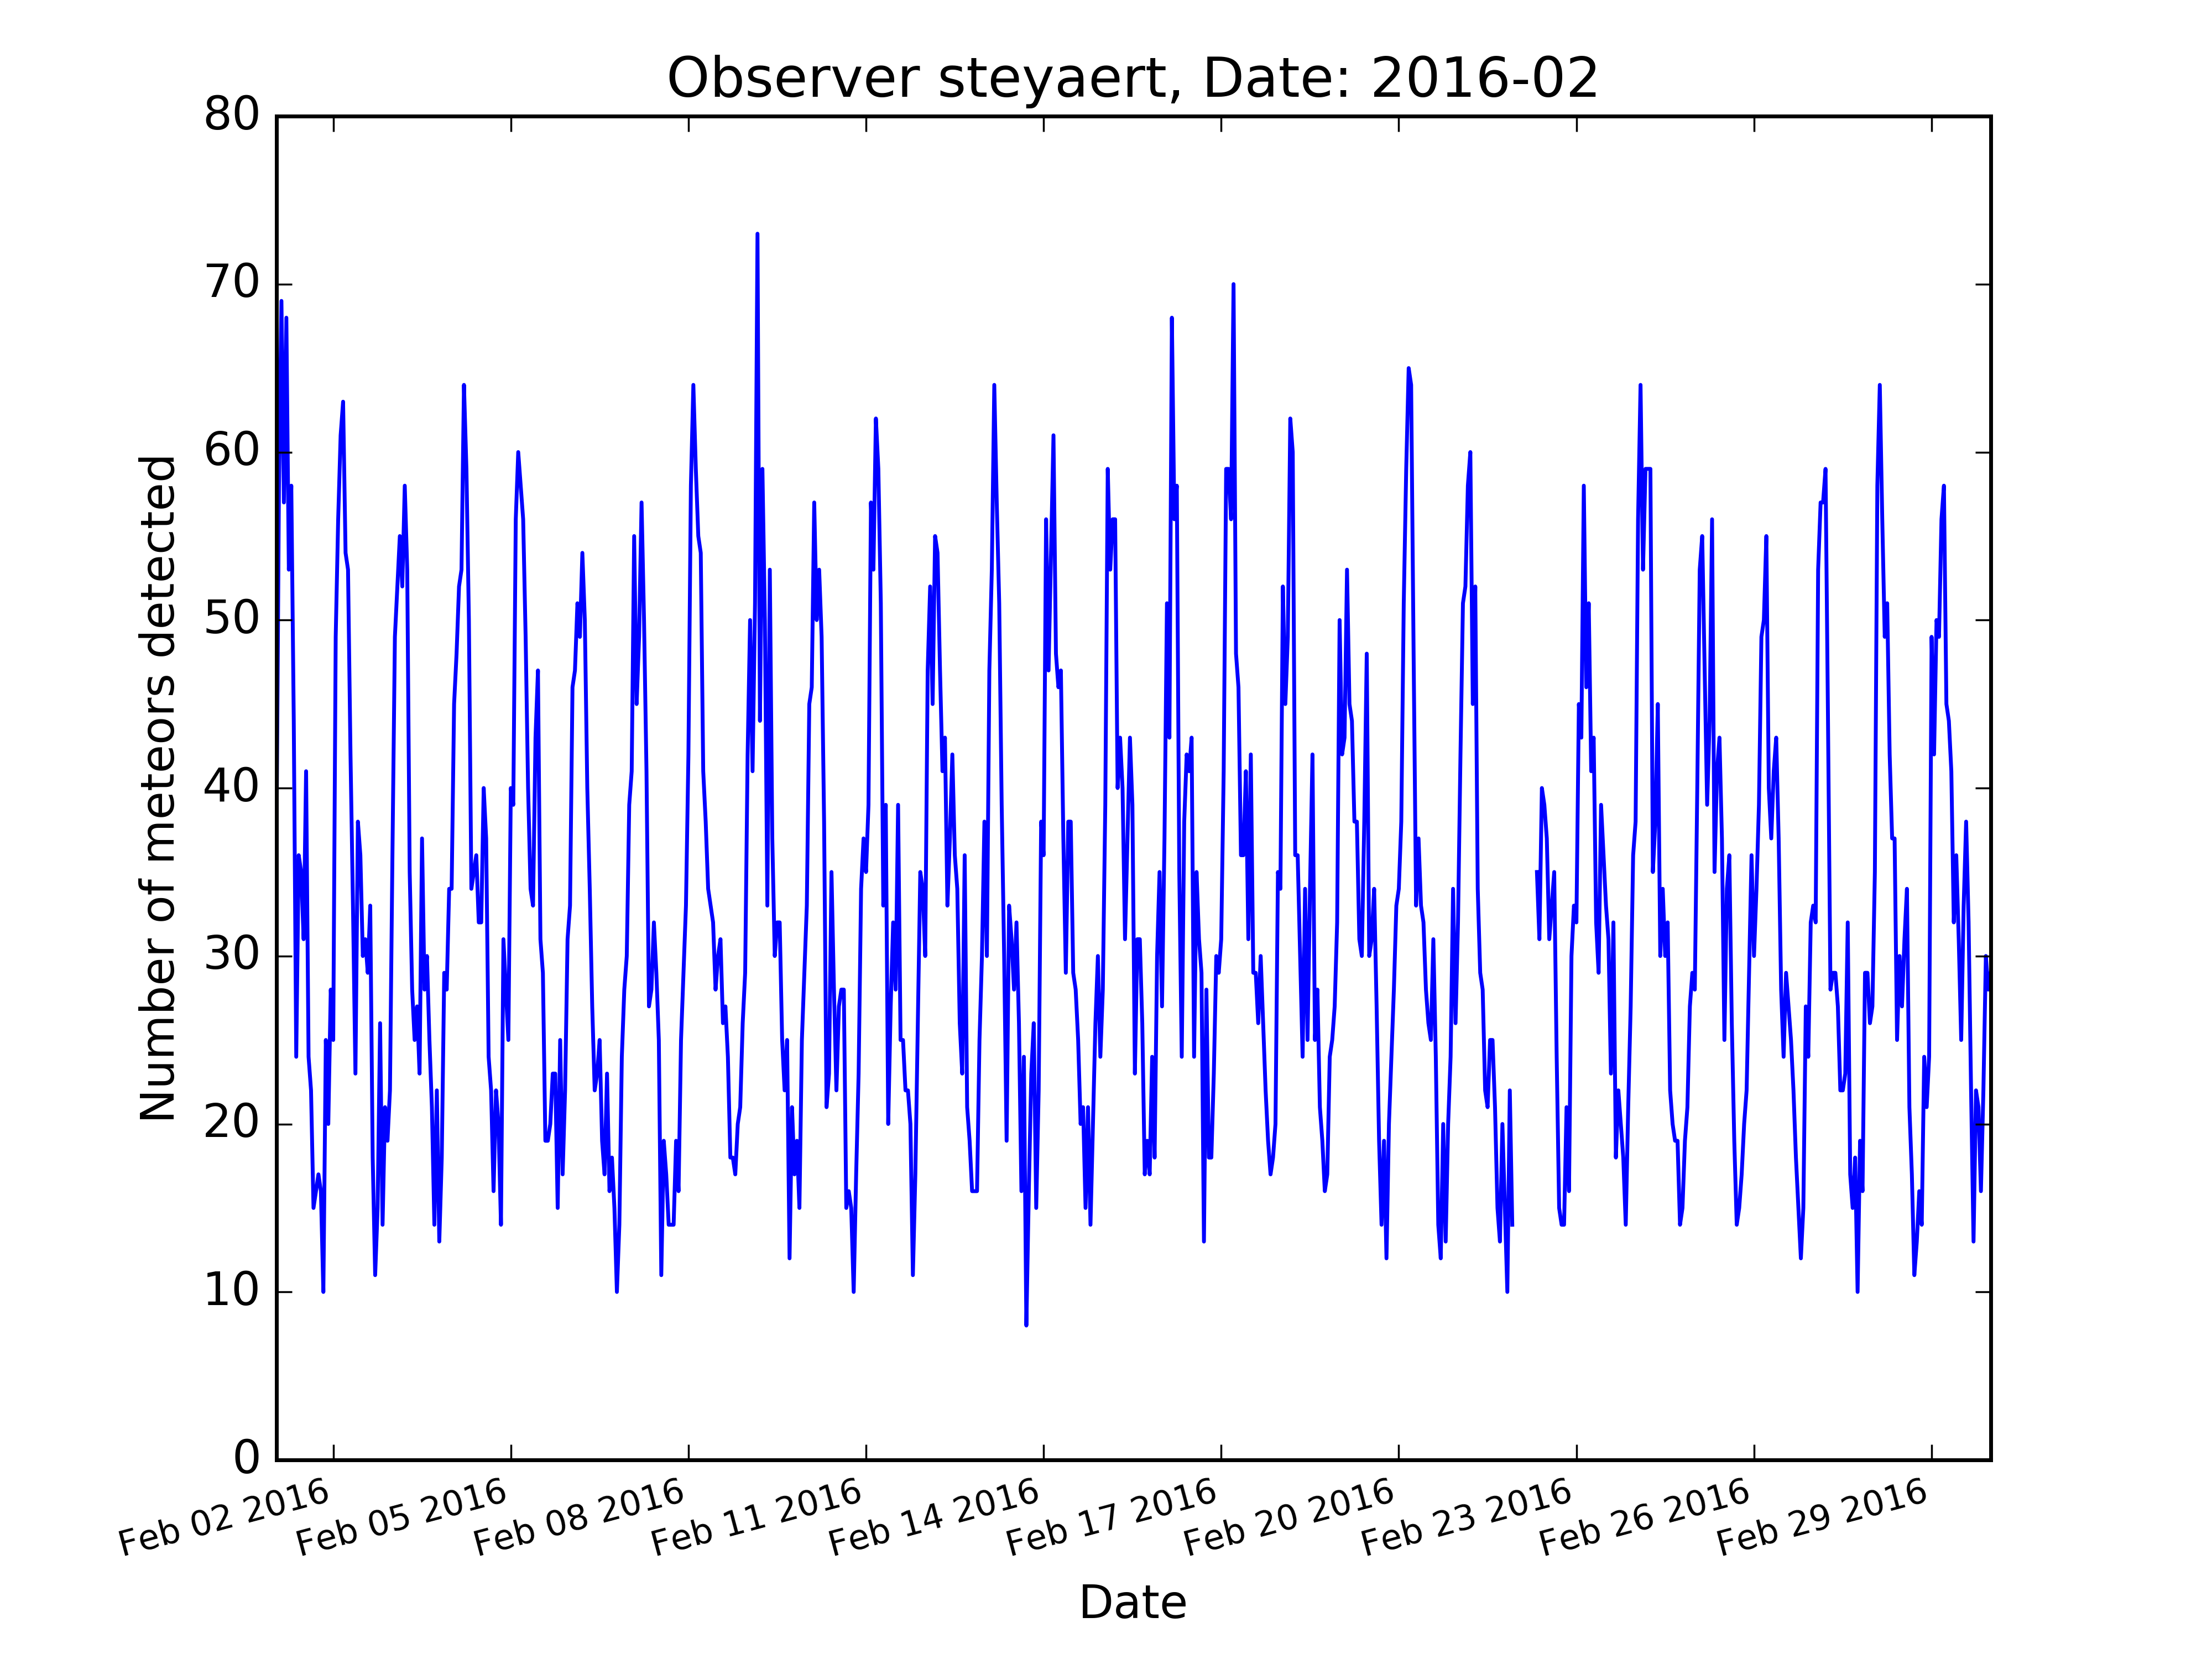 Observer steyaert, Date: 2016-02
80
70
60
50
40
30
20
10
0
Number of meteors detected
Feb 02 2016
Feb 05 2016
Feb 08 2016
Feb 11 2016
Feb 14 2016
Feb 17 2016
Feb 20 2016
Feb 23 2016
Feb 26 2016
Feb 29 2016
Date